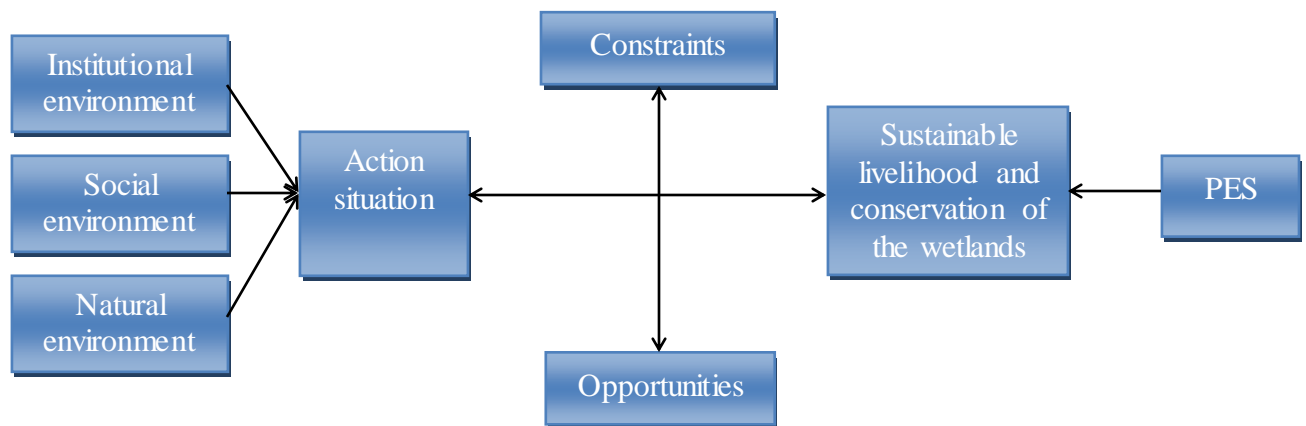 Institutional
environment
Social
environment
Natural
environment
Action
situation
Constraints
Opportunities
Sustainable
livelihood and
conservation of
the wetlands
PES